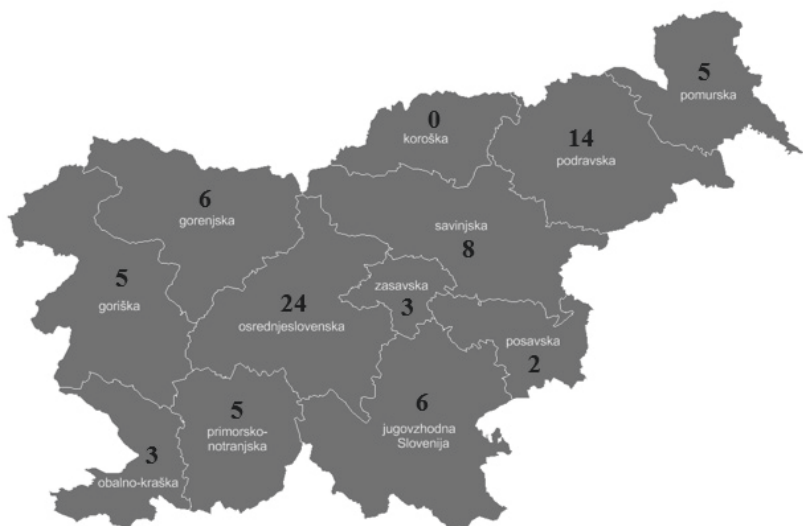 5
pomurska
0
koroška
14
podravska
6
gorenjska
savinjska
8
5
goriška
zasavska
3
24
osrednjeslovenska
posavska
2
5
primorsko-
notranjska
6
jugovzhodna
Slovenija
3
obalno-kraška